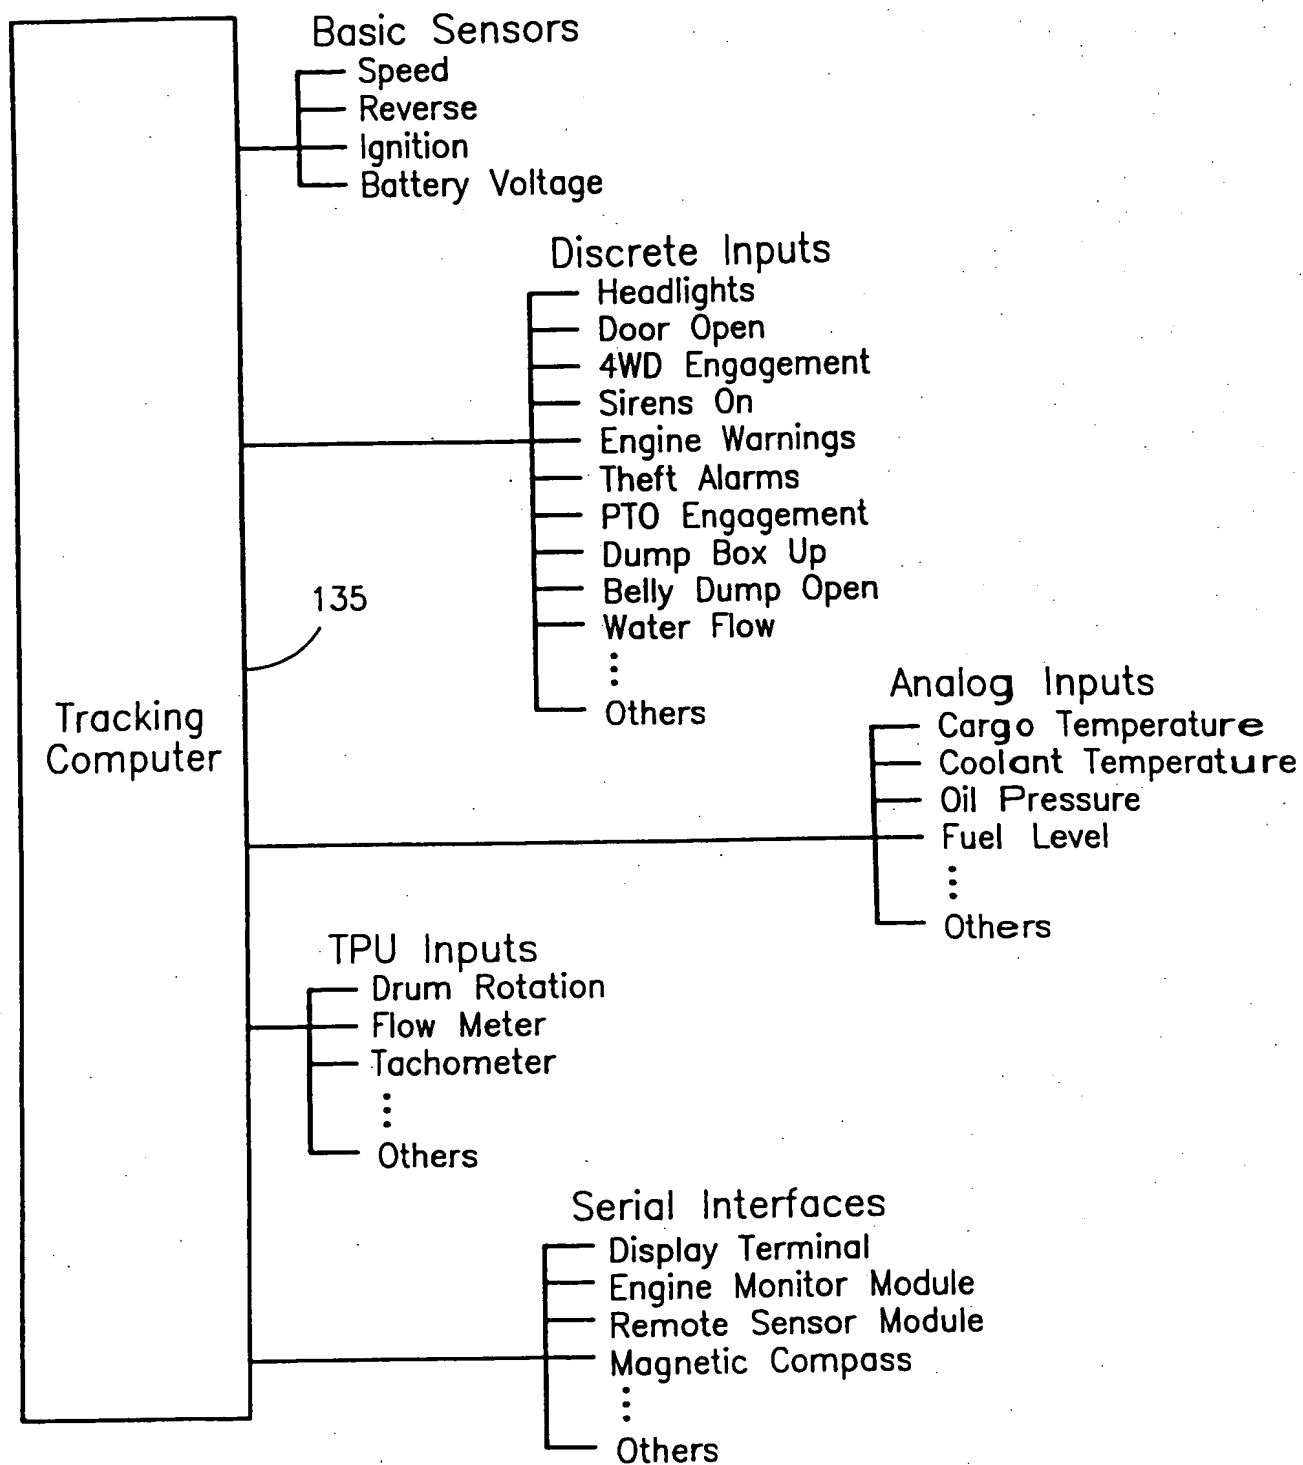 Basic Sensors
Speed
Reverse
Ignition
Battery Voltage
Discrete Inputs
Headlights
Door Open
4WD Engagement
Sirens On
Engine Warnings
Theft Alarms
PTO Engagement
Dump Box Up
Belly Dump Open
Water Flow
Others
135
Tracking
Computer
Analog Inputs
Cargo Temperature
Coolant Temperature
Oil Pressure
Fuel Level
Others
TPU Inputs
Drum Rotation
Flow Meter
Tachometer
Others
Serial Interfaces
Display Terminal
Engine Monitor Module
Remote Sensor Module
Magnetic Compass
Others